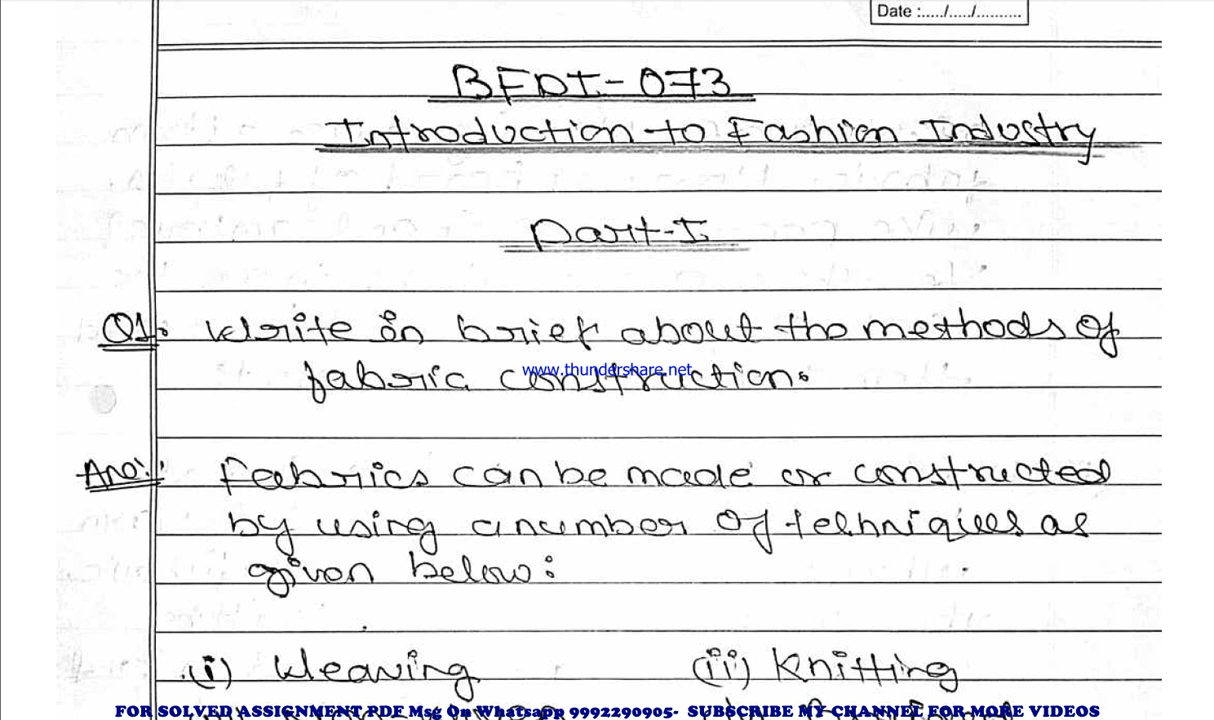 Date :...../...../..........
BFDI-073
Introduction to Fashion Industry
Part-I
Q1. Write in brief about the methods of
www.thundershare.net
fabric construction.
Ans: Fabrics can be made or constructed
by using a number of tehniques as
given below:
(i) Weaving (ii) Knitting
FOR SOLVED ASSIGNMENT PDF Msg On Whatsapp 9992290905- SUBSCRIBE MY CHANNEL FOR MORE VIDEOS